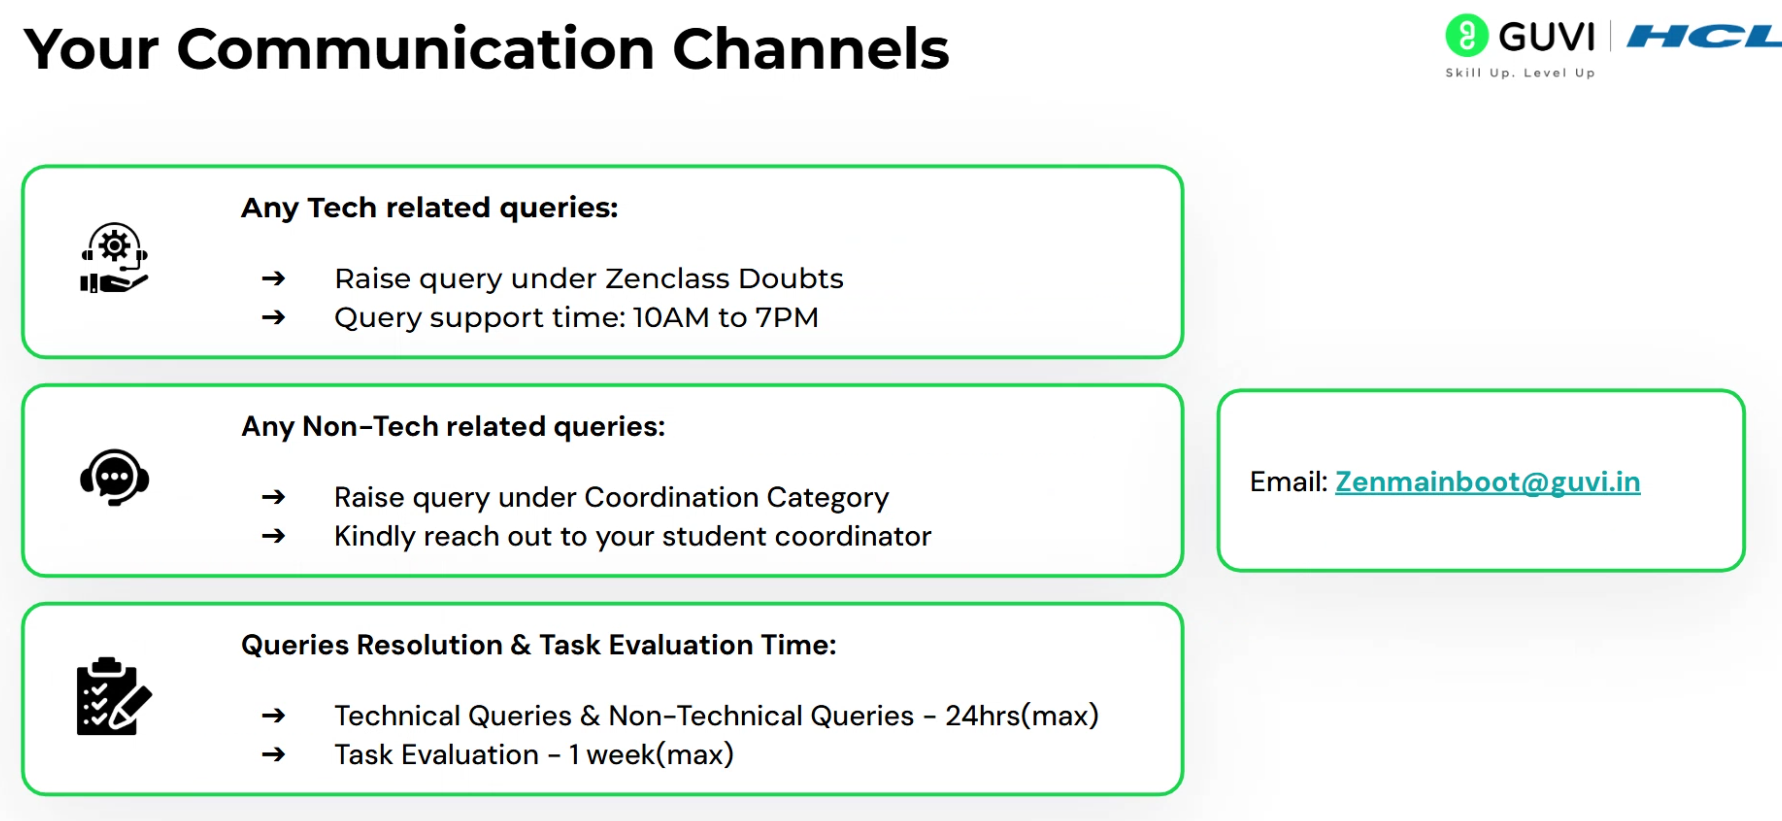 Your Communication Channels
GUVI | HCL
Skill Up. Level Up
Any Tech related queries:
➔ Raise query under Zenclass Doubts
➔ Query support time: 10AM to 7PM
Any Non-Tech related queries:
➔ Raise query under Coordination Category
➔ Kindly reach out to your student coordinator
Email: Zenmainboot@guvi.in
Queries Resolution & Task Evaluation Time:
➔ Technical Queries & Non-Technical Queries - 24hrs(max)
➔ Task Evaluation - 1 week(max)